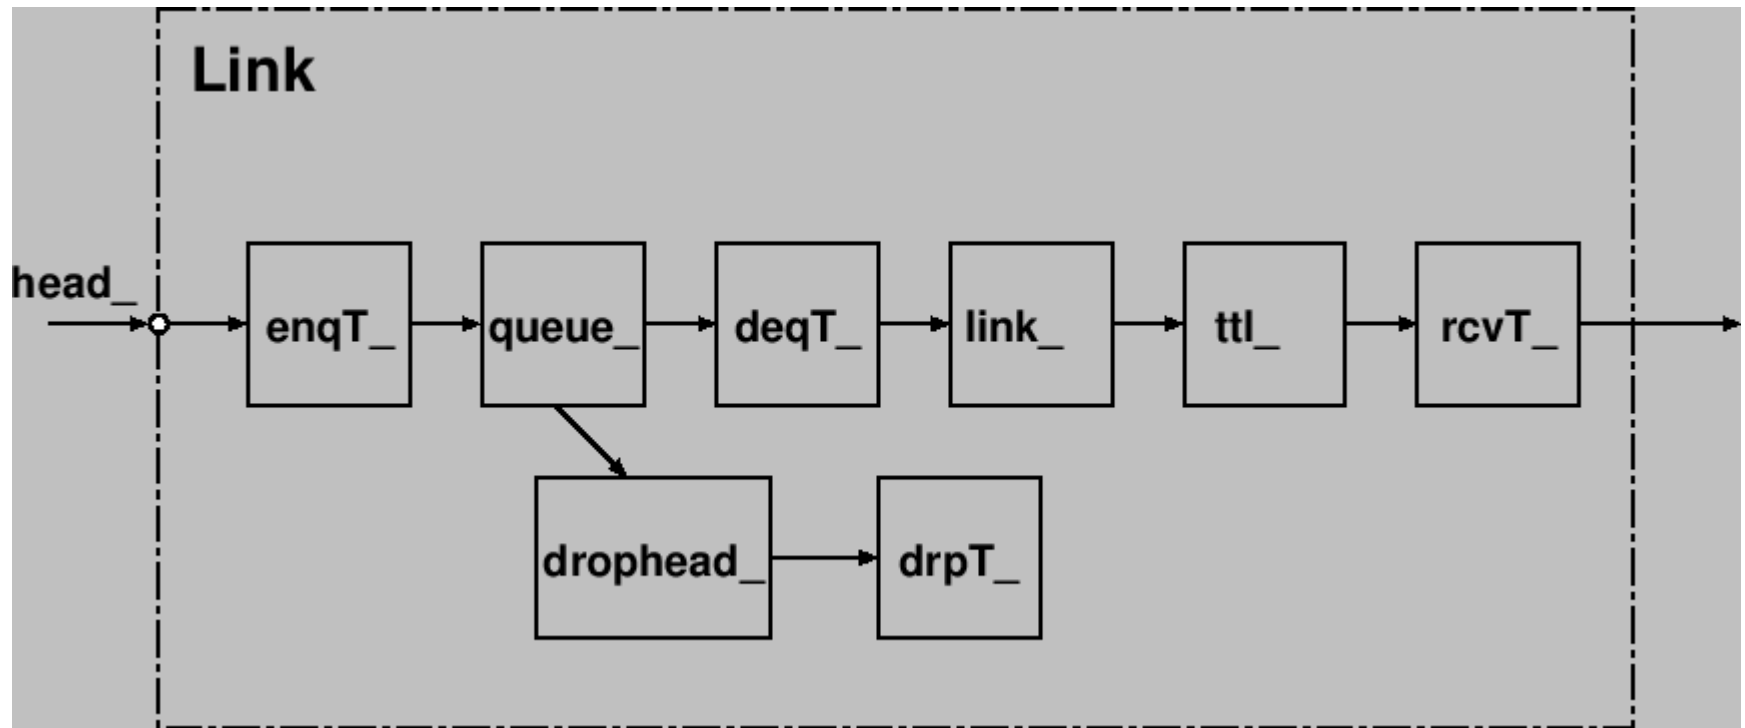 Link
head_
enqT_
queue_
deqT_
link_
ttl_
rcvT_
drophead_
drpT_